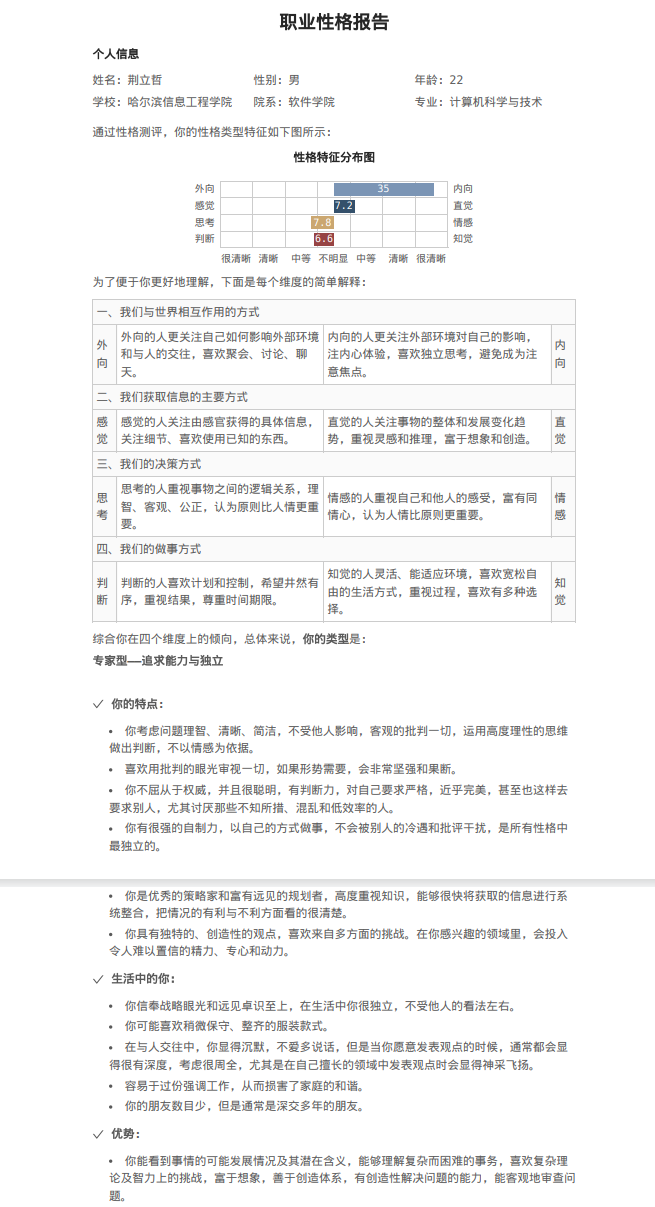 职业性格报告
个人信息
姓名：荆立哲 性别：男 年龄：22
学校：哈尔滨信息工程学院 院系：软件学院 专业：计算机科学与技术
通过性格测评，你的性格类型特征如下图所示：
性格特征分布图
外向 35 内向
感觉 7.2 直觉
思考 7.8 情感
判断 6.6 知觉
很清晰 清晰 中等 不明显 中等 清晰 很清晰
为了便于你更好地理解，下面是每个维度的简单解释：
一、我们与世界相互作用的方式
外向
外向的人更关注自己如何影响外部环境
和与人的交往，喜欢聚会、讨论、聊
天。
内向的人更关注外部环境对自己的影响，
注内心体验，喜欢独立思考，避免成为注
意焦点。
内向
二、我们获取信息的主要方式
感觉
感觉的人关注由感官获得的具体信息，
关注细节、喜欢使用已知的东西。
直觉的人关注事物的整体和发展变化趋
势，重视灵感和推理，富于想象和创造。
直觉
三、我们的决策方式
思考
思考的人重视事物之间的逻辑关系，理
智、客观、公正，认为原则比人情更重
要。
情感的人重视自己和他人的感受，富有同
情心，认为人情比原则更重要。
情感
四、我们的做事方式
判断
判断的人喜欢计划和控制，希望井然有
序，重视结果，尊重时间期限。
知觉的人灵活、能适应环境，喜欢宽松自
由的生活方式，重视过程，喜欢有多种选
择。
知觉
综合你在四个维度上的倾向，总体来说，你的类型是：
专家型——追求能力与独立
✓ 你的特点：
• 你考虑问题理智、清晰、简洁，不受他人影响，客观的批判一切，运用高度理性的思维
做出判断，不以情感为依据。
• 喜欢用批判的眼光审视一切，如果形势需要，会非常坚强和果断。
• 你不屈从于权威，并且很聪明，有判断力，对自己要求严格，近乎完美，甚至也这样去
要求别人，尤其讨厌那些不知所措、混乱和低效率的人。
• 你有很强的自制力，以自己的方式做事，不会被别人的冷遇和批评干扰，是所有性格中
最独立的。
• 你是优秀的策略家和富有远见的规划者，高度重视知识，能够很快将获取的信息进行系
统整合，把情况的有利与不利方面看的很清楚。
• 你具有独特的、创造性的观点，喜欢来自多方面的挑战。在你感兴趣的领域里，会投入
令人难以置信的精力、专心和动力。
✓ 生活中的你：
• 你信奉战略眼光和远见卓识至上，在生活中你很独立，不受他人的看法左右。
• 你可能喜欢稍微保守、整齐的服装款式。
• 在与人交往中，你显得沉默，不爱多说话，但是当你愿意发表观点的时候，通常都会显
得很有深度，考虑很周全，尤其是在自己擅长的领域中发表观点时会显得神采飞扬。
• 容易于过份强调工作，从而损害了家庭的和谐。
• 你的朋友数目少，但是通常是深交多年的朋友。
✓ 优势：
• 你能看到事情的可能发展情况及其潜在含义，能够理解复杂而困难的事务，喜欢复杂理
论及智力上的挑战，富于想象，善于创造体系，有创造性解决问题的能力，能客观地审查问
题。